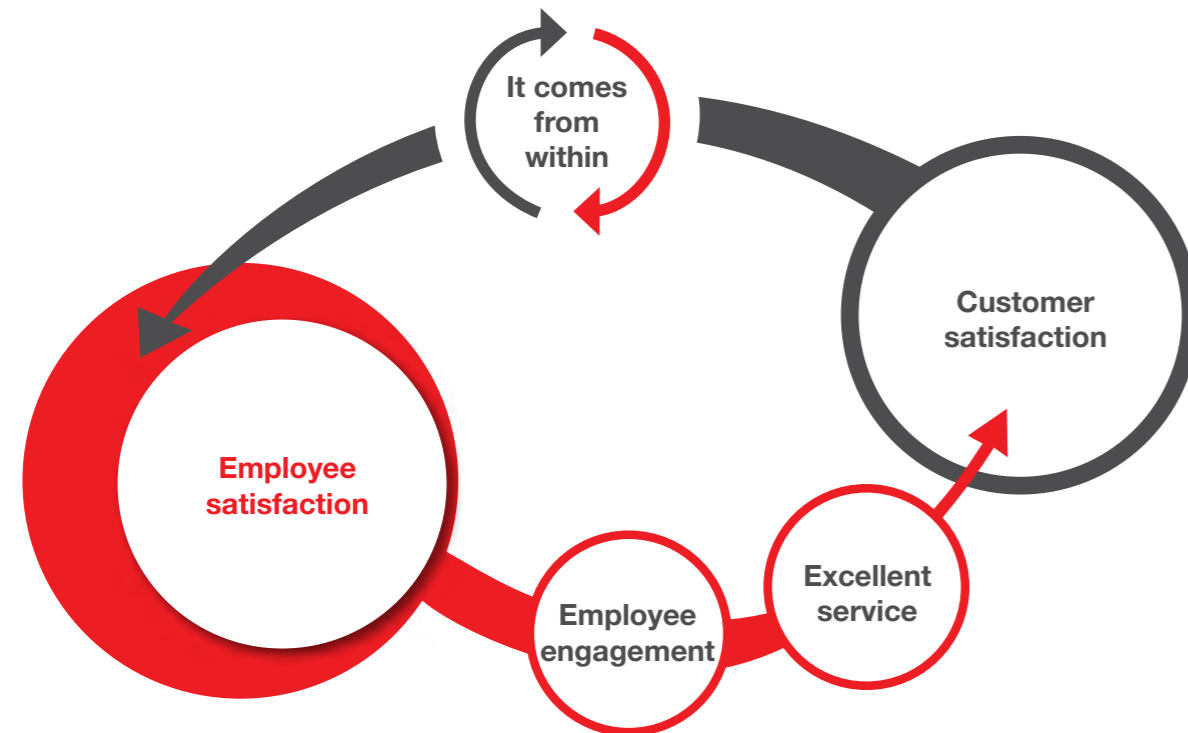 It comes
from
within
Customer
satisfaction
Employee
satisfaction
Excellent
service
Employee
engagement